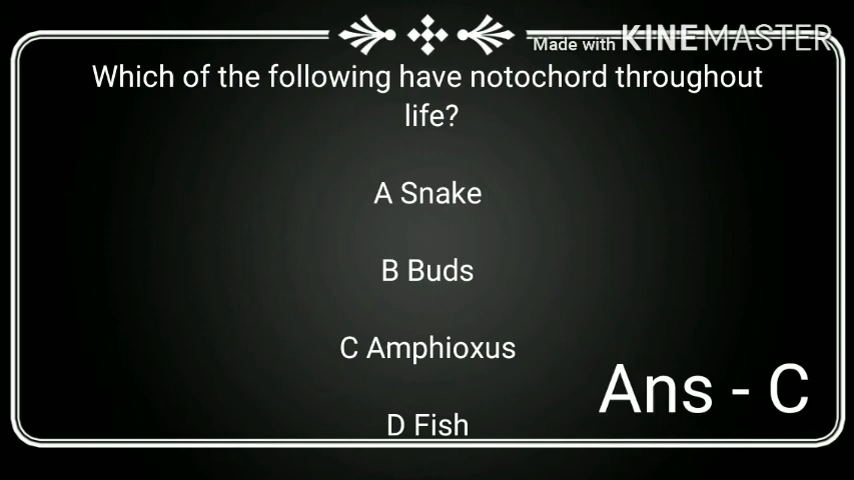 Made with KINEMASTER
Which of the following have notochord throughout
life?
A Snake
B Buds
C Amphioxus
Ans - C
D Fish